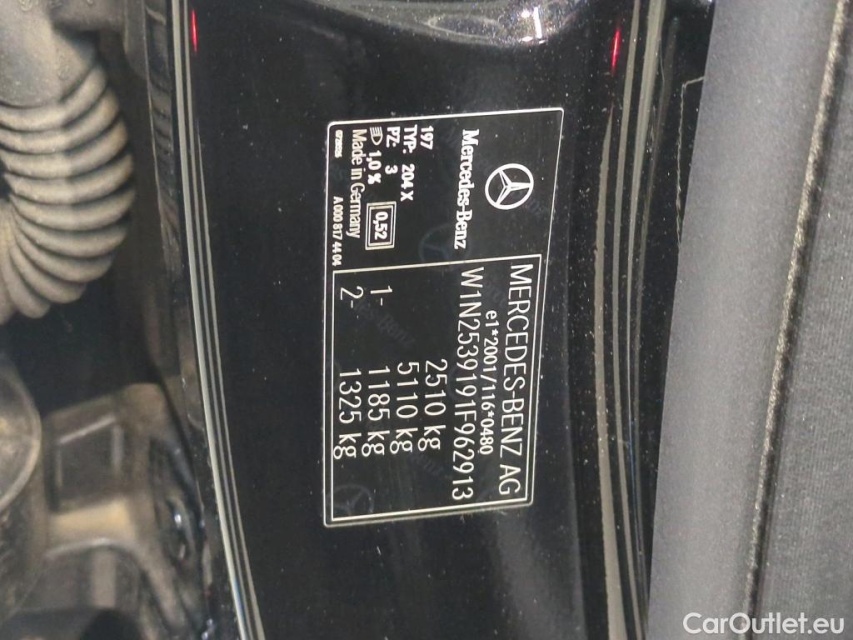 MERCEDES-BENZ AG
e1*2001/116*0480
W1N2539191F962913
2510 kg
5110 kg
1- 1185 kg
2- 1325 kg
Mercedes-Benz
197
TYP: 204 X
PZ: 3
1,0 %
0,52
Made in Germany
A 000 817 44 04
CarOutlet.eu